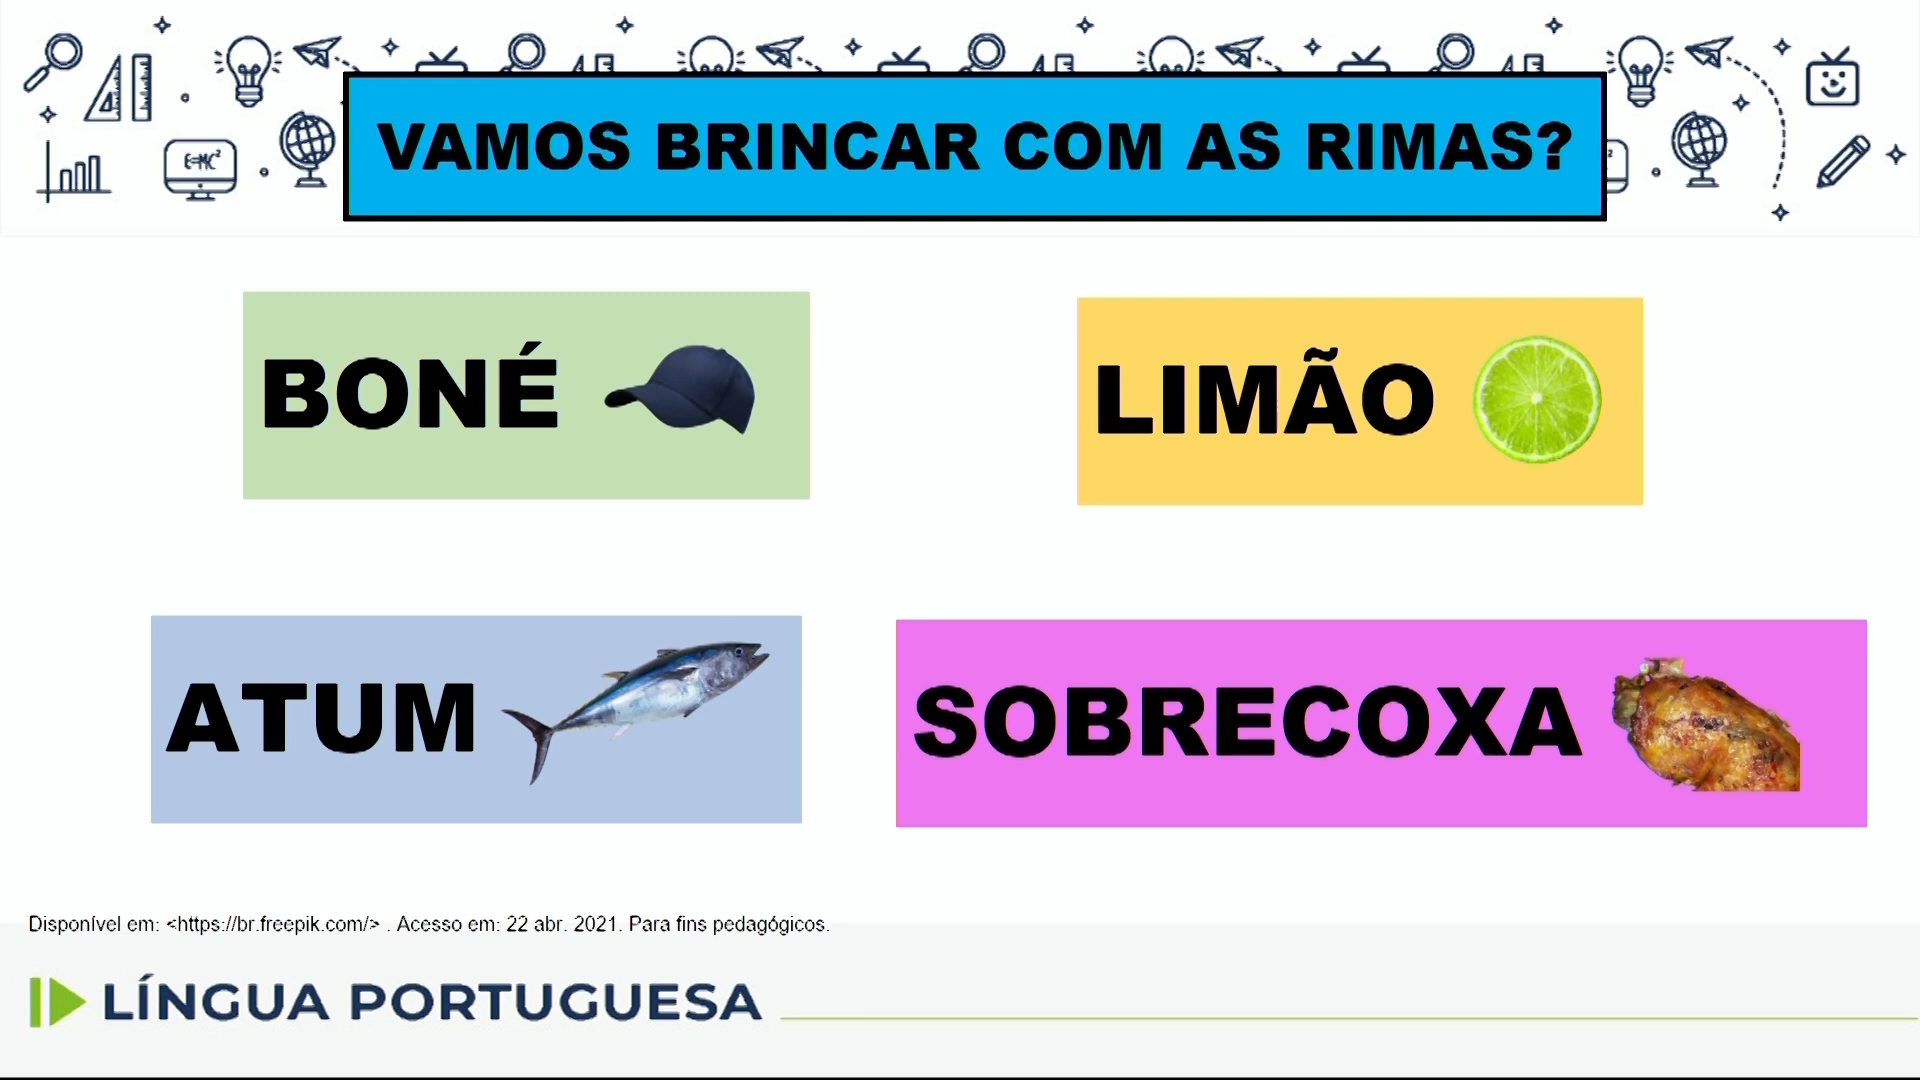 E=MC²
VAMOS BRINCAR COM AS RIMAS?
BONÉ
LIMÃO
ATUM
SOBRECOXA
Disponível em: <https://br.freepik.com/> . Acesso em: 22 abr. 2021. Para fins pedagógicos.
LÍNGUA PORTUGUESA